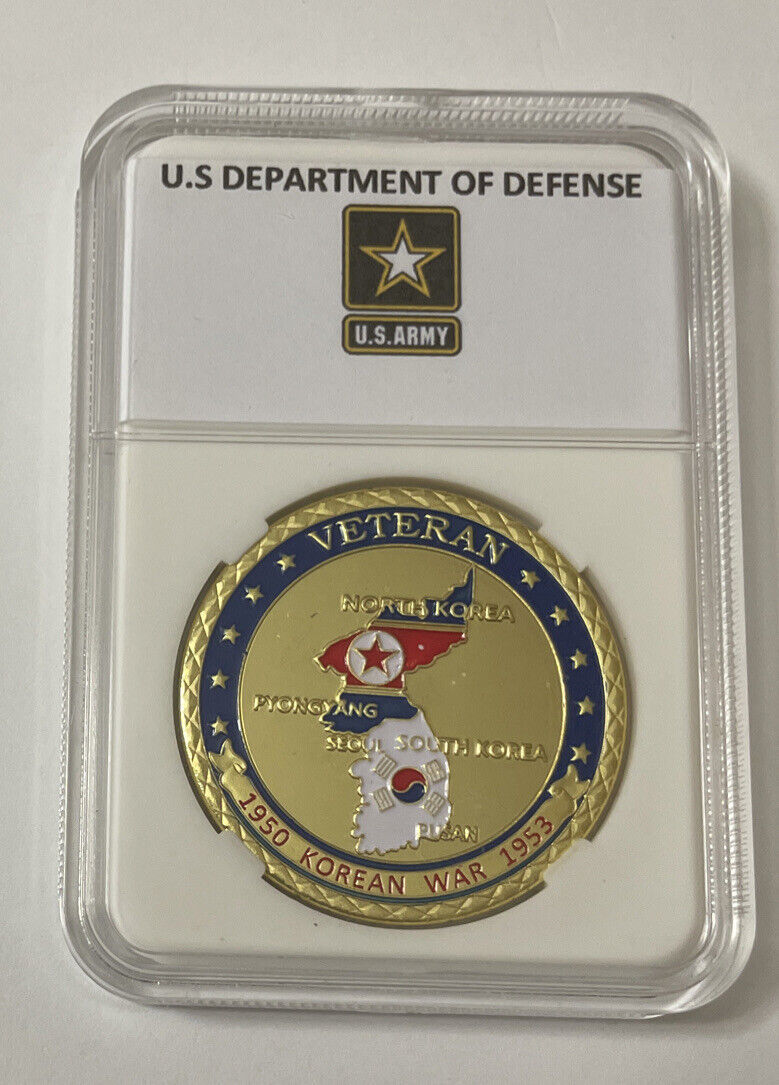 U.S DEPARTMENT OF DEFENSE
U.S.ARMY
VETERAN
NORTH KOREA
PYONGYANG
SEOUL SOUTH KOREA
PUSAN
1950 KOREAN WAR 1953